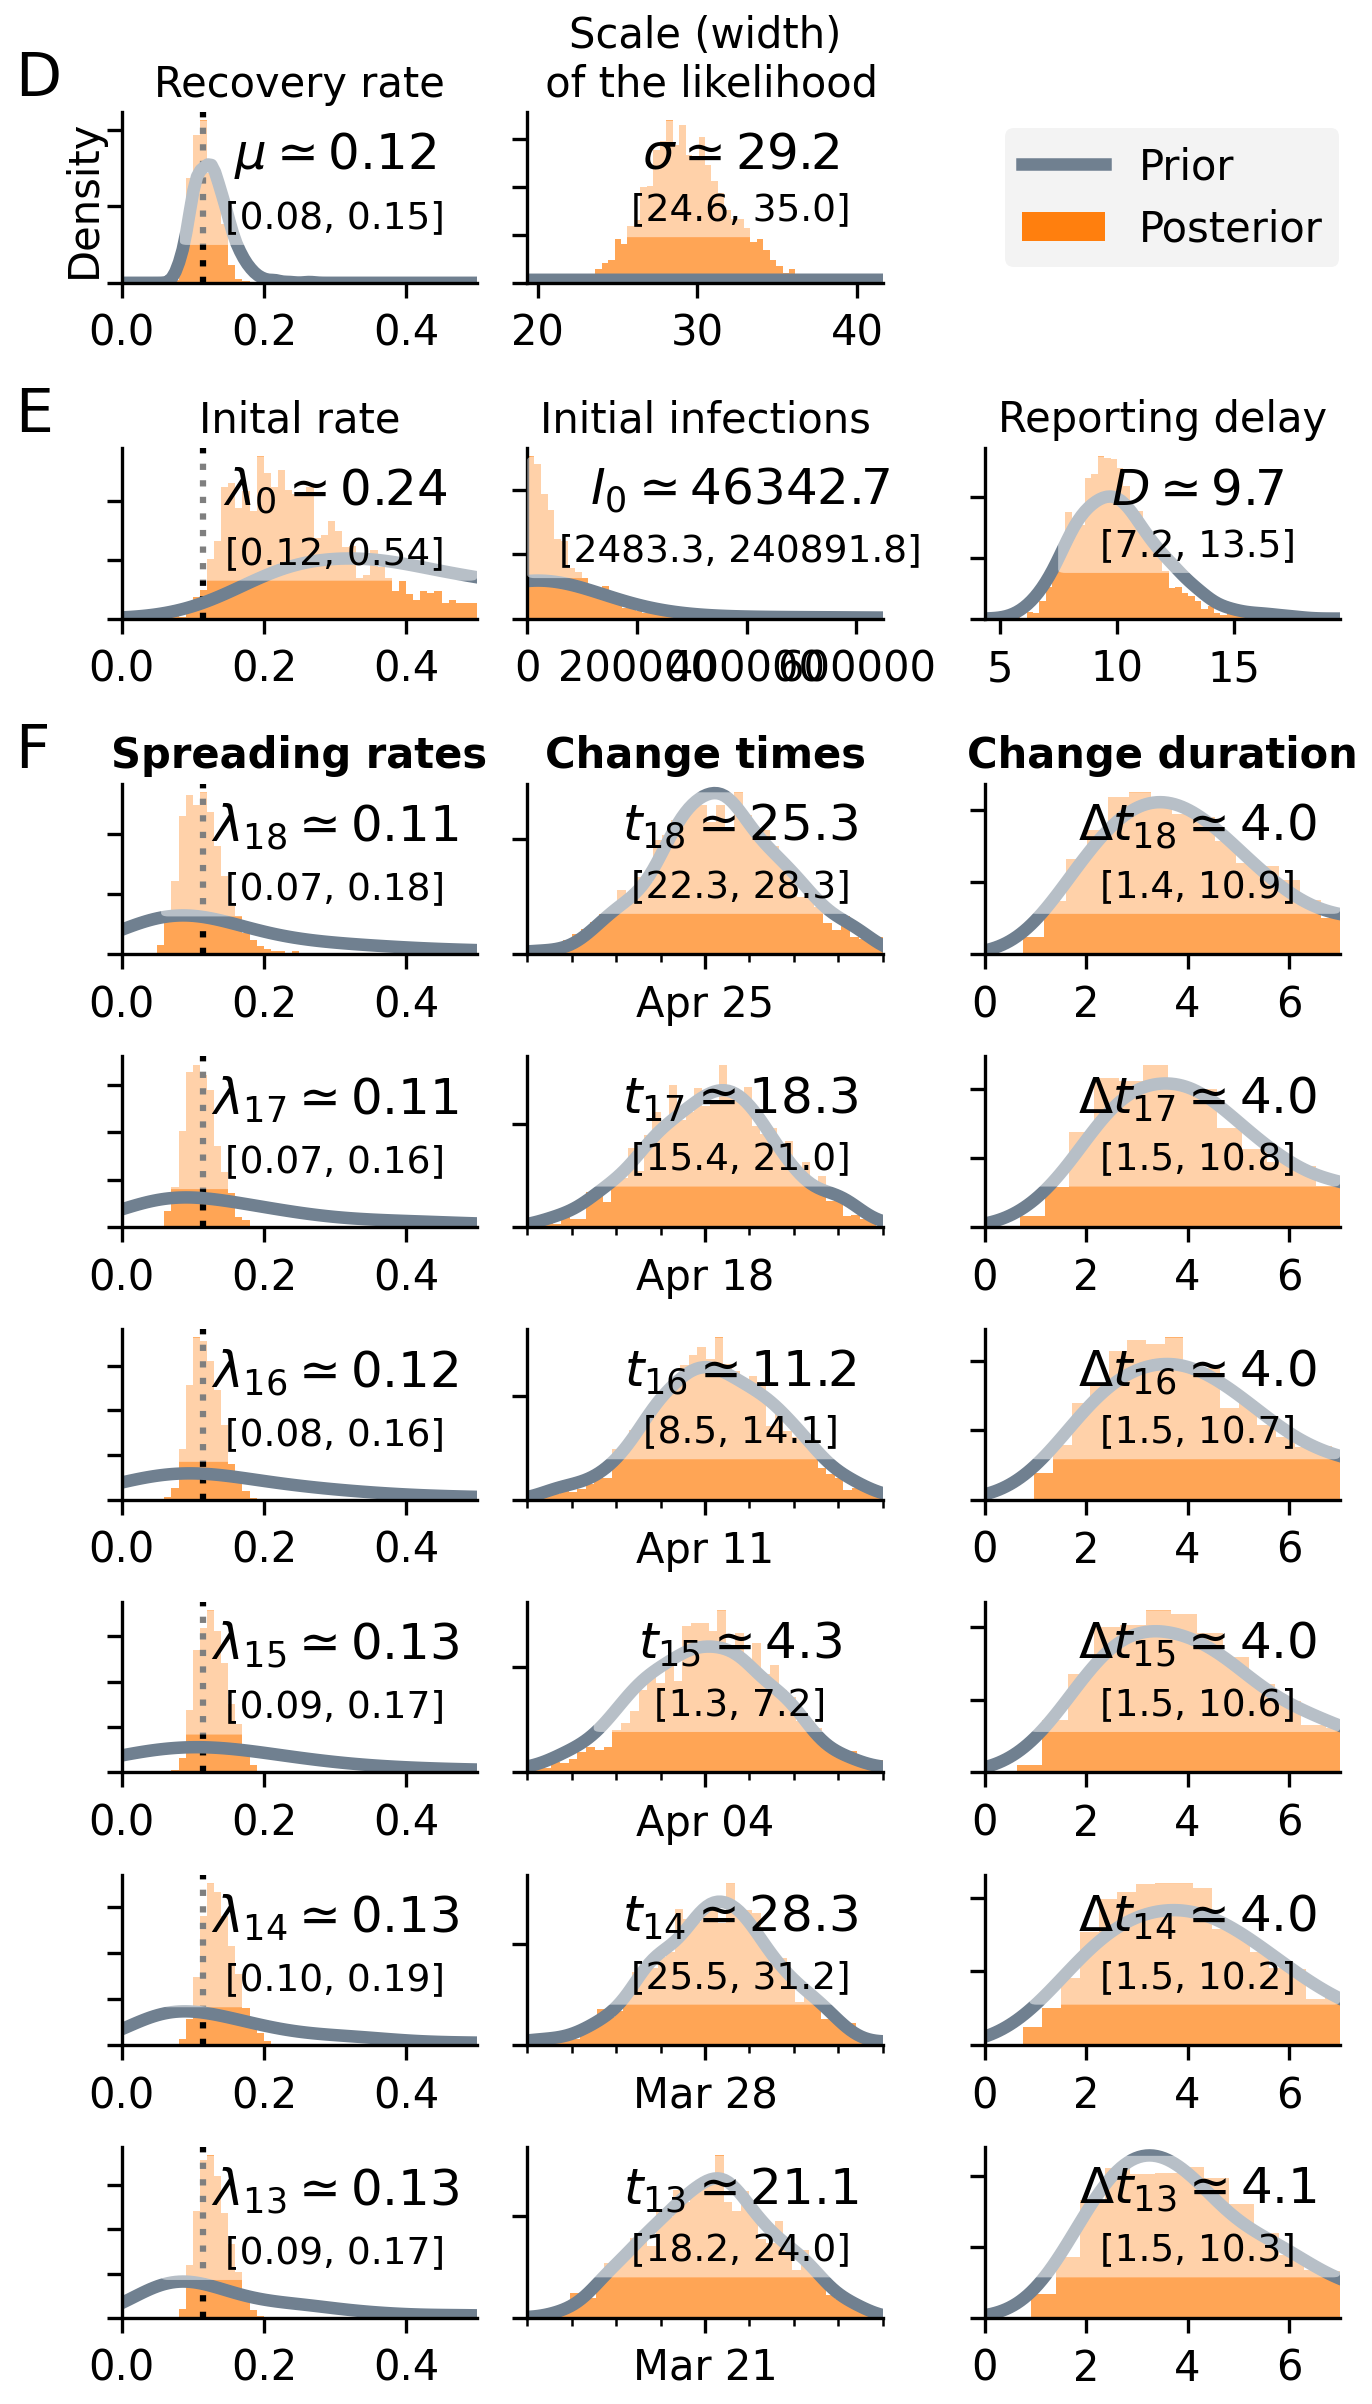 D
Recovery rate
Scale (width)
of the likelihood
Density
μ ≃ 0.12
[0.08, 0.15]
σ ≃ 29.2
[24.6, 35.0]
Prior
Posterior
0.0 0.2 0.4
20 30 40
E
Inital rate
Initial infections
Reporting delay
λ0 ≃ 0.24
[0.12, 0.54]
I0 ≃ 46342.7
[2483.3, 240891.8]
D ≃ 9.7
[7.2, 13.5]
0.0 0.2 0.4
0 200000 400000 600000
5 10 15
F
Spreading rates
Change times
Change duration
λ18 ≃ 0.11
[0.07, 0.18]
t18 ≃ 25.3
[22.3, 28.3]
Δt18 ≃ 4.0
[1.4, 10.9]
0.0 0.2 0.4
Apr 25
0 2 4 6
λ17 ≃ 0.11
[0.07, 0.16]
t17 ≃ 18.3
[15.4, 21.0]
Δt17 ≃ 4.0
[1.5, 10.8]
0.0 0.2 0.4
Apr 18
0 2 4 6
λ16 ≃ 0.12
[0.08, 0.16]
t16 ≃ 11.2
[8.5, 14.1]
Δt16 ≃ 4.0
[1.5, 10.7]
0.0 0.2 0.4
Apr 11
0 2 4 6
λ15 ≃ 0.13
[0.09, 0.17]
t15 ≃ 4.3
[1.3, 7.2]
Δt15 ≃ 4.0
[1.5, 10.6]
0.0 0.2 0.4
Apr 04
0 2 4 6
λ14 ≃ 0.13
[0.10, 0.19]
t14 ≃ 28.3
[25.5, 31.2]
Δt14 ≃ 4.0
[1.5, 10.2]
0.0 0.2 0.4
Mar 28
0 2 4 6
λ13 ≃ 0.13
[0.09, 0.17]
t13 ≃ 21.1
[18.2, 24.0]
Δt13 ≃ 4.1
[1.5, 10.3]
0.0 0.2 0.4
Mar 21
0 2 4 6